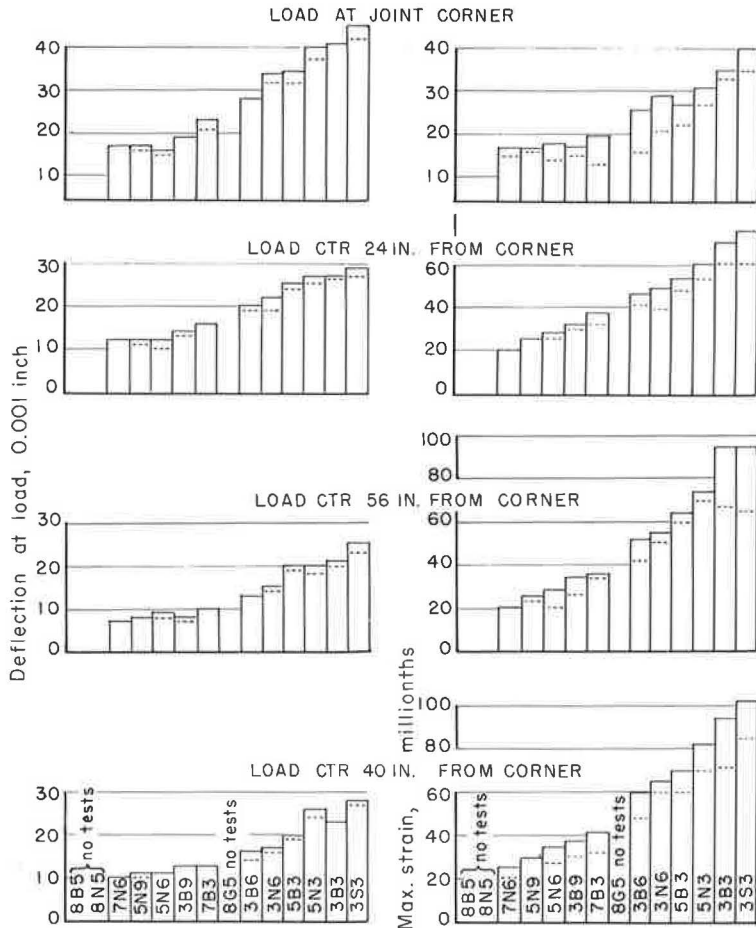 LOAD AT JOINT CORNER
40
30
20
10
40
30
20
10
LOAD CTR 24 IN. FROM CORNER
30
20
10
0
60
40
20
0
LOAD CTR 56 IN. FROM CORNER
30
20
10
0
100
80
60
40
20
0
LOAD CTR 40 IN. FROM CORNER
30
20
10
0
100
80
60
40
20
0
Deflection at load, 0.001 inch
Max. strain, millionths
8B5
8N5
no tests
7N6
5N9
5N6
3B9
7B3
8G5 no tests
3B6
3N6
5B3
5N3
3B3
3S3
8B5
8N5
no tests
7N6
5N9
5N6
3B9
7B3
8G5 no tests
3B6
3N6
5B3
5N3
3B3
3S3